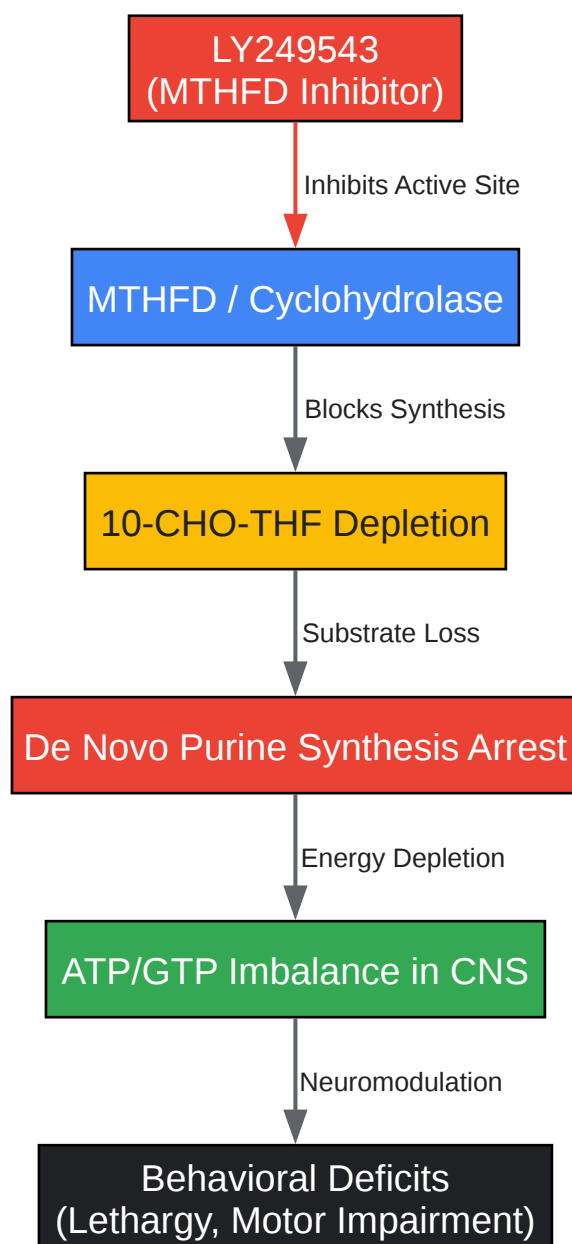 LY249543
(MTHFD Inhibitor)
Inhibits Active Site
MTHFD / Cyclohydrolase
Blocks Synthesis
10-CHO-THF Depletion
Substrate Loss
De Novo Purine Synthesis Arrest
Energy Depletion
ATP/GTP Imbalance in CNS
Neuromodulation
Behavioral Deficits
(Lethargy, Motor Impairment)